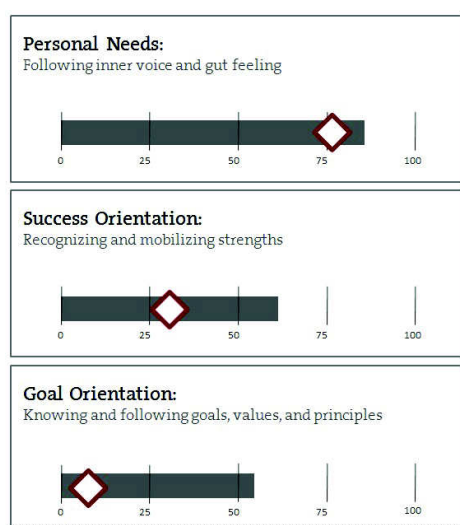 Personal Needs:
Following inner voice and gut feeling
0 25 50 75 100
Success Orientation:
Recognizing and mobilizing strengths
0 25 50 75 100
Goal Orientation:
Knowing and following goals, values, and principles
0 25 50 75 100